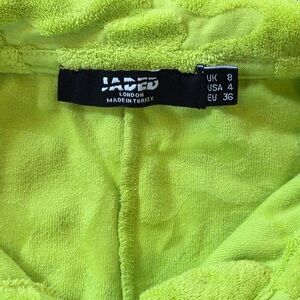 JADED
LONDON
MADE IN TURKEY
UK 8
USA 4
EU 36